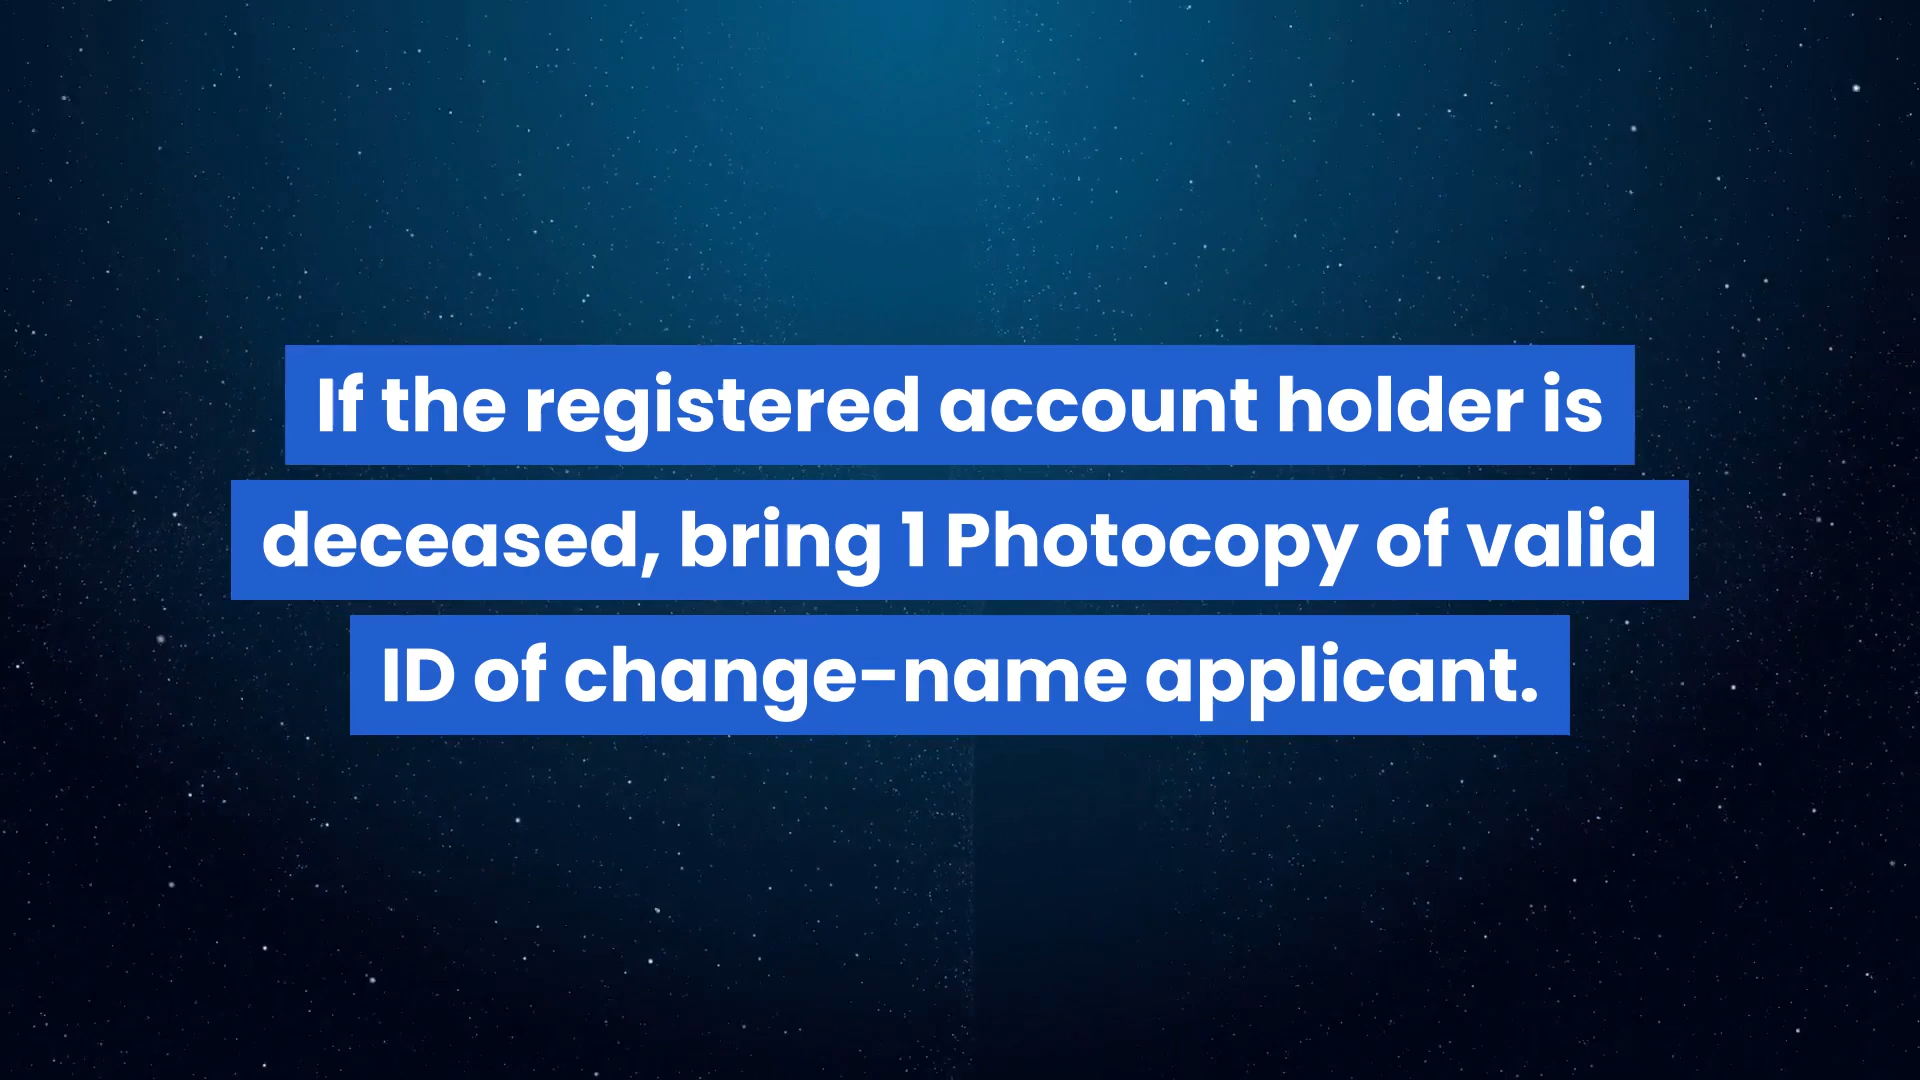 If the registered account holder is
deceased, bring 1 Photocopy of valid
ID of change-name applicant.